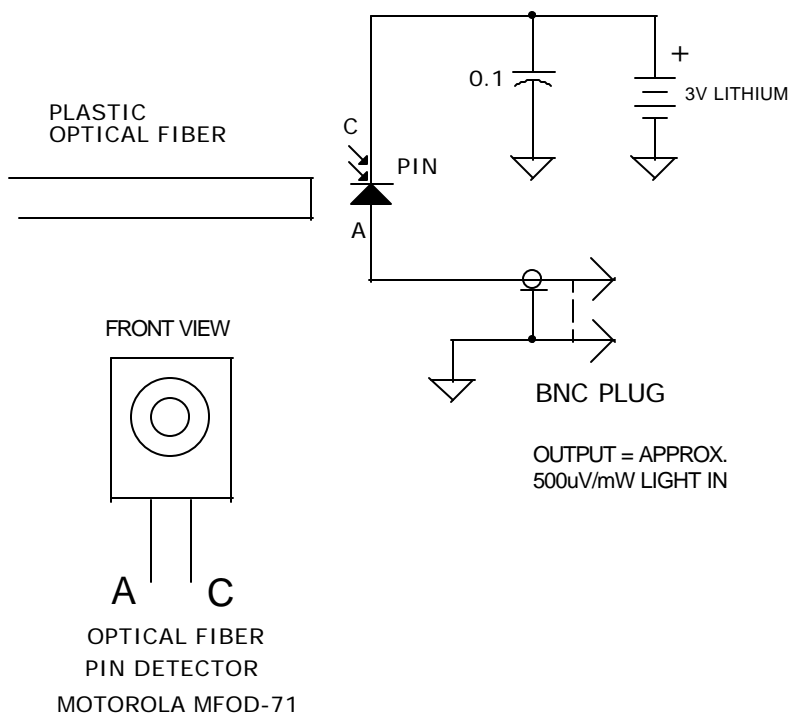 +
0.1
3V LITHIUM
PLASTIC
OPTICAL FIBER
C
PIN
A
FRONT VIEW
BNC PLUG
OUTPUT = APPROX.
500uV/mW LIGHT IN
A C
OPTICAL FIBER
PIN DETECTOR
MOTOROLA MFOD-71